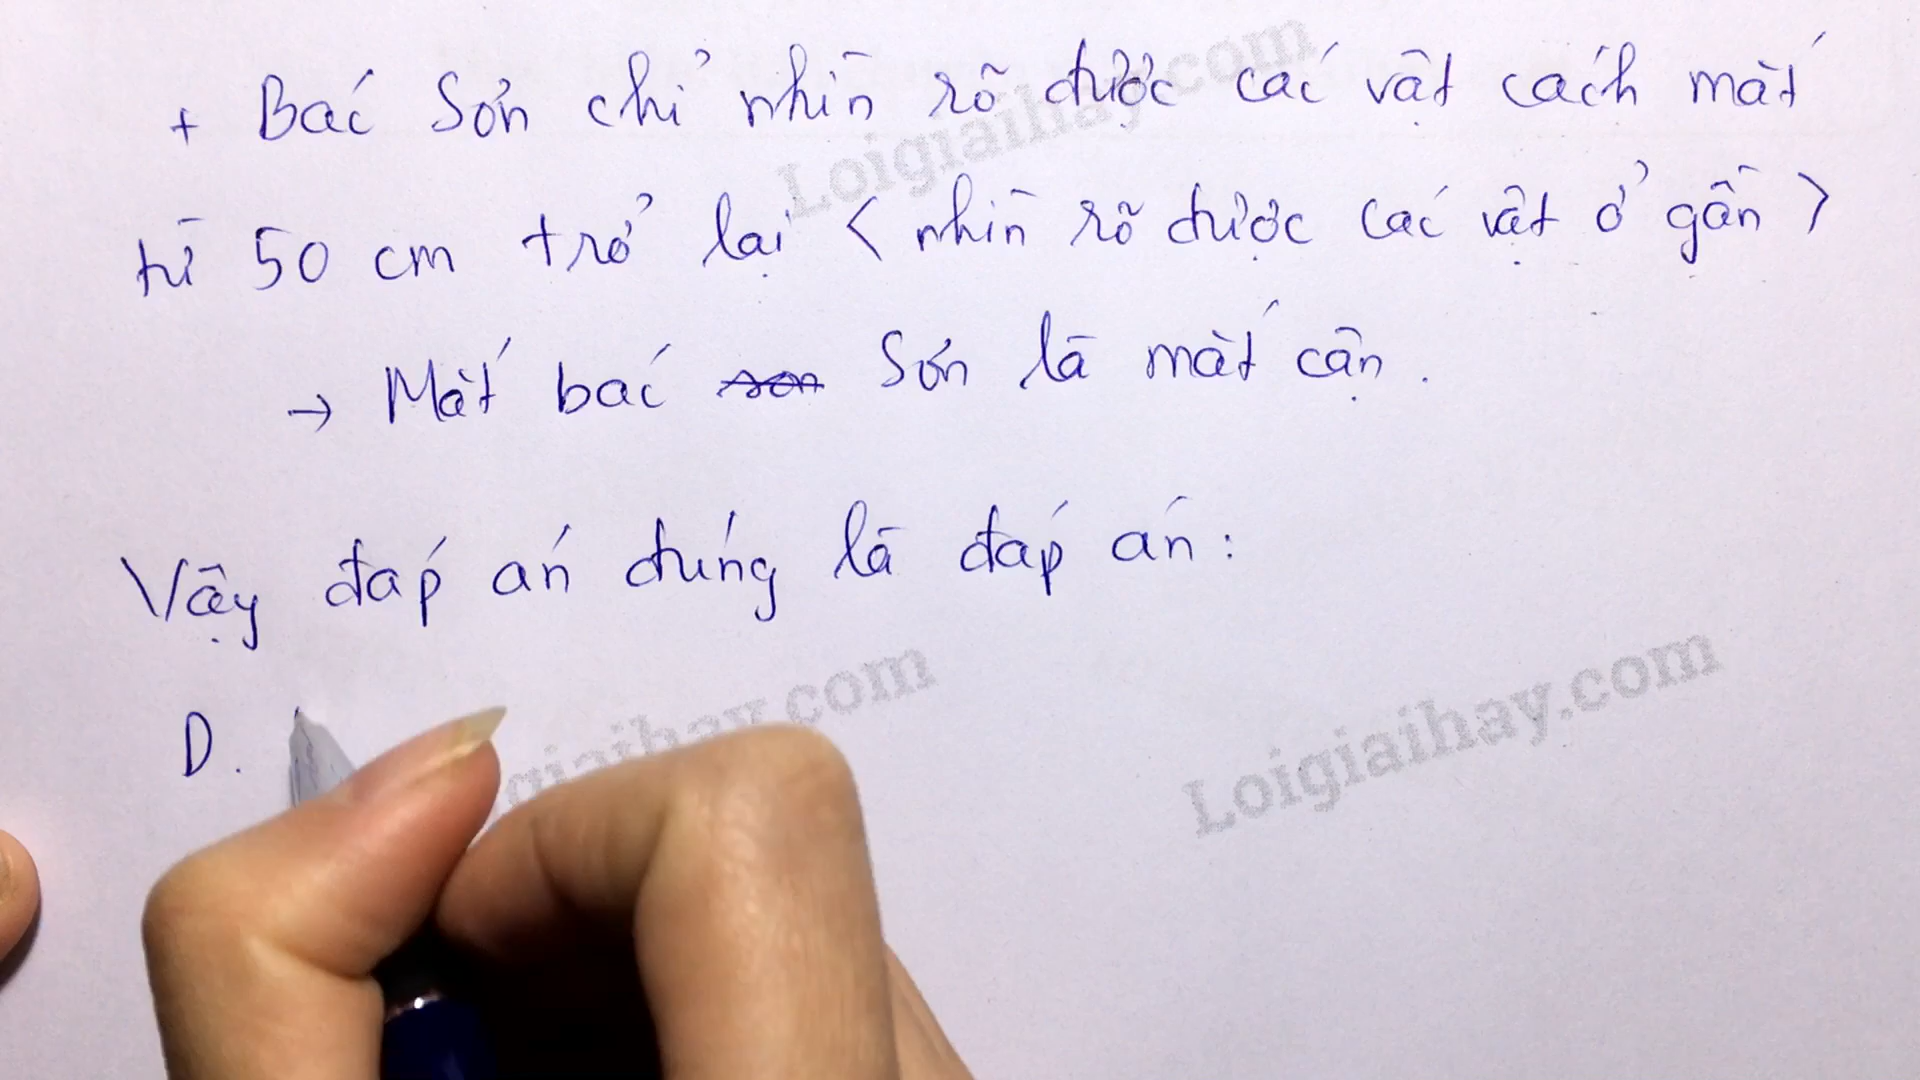 + Bác Sơn chỉ nhìn rõ được các vật cách mắt
từ 50 cm trở lại < nhìn rõ được các vật ở gần >
→ Mắt bác Sơn là mắt cận.
Vậy đáp án đúng là đáp án:
D.
Loigiaihay.com
giaihay.com
Loigiaihay.com